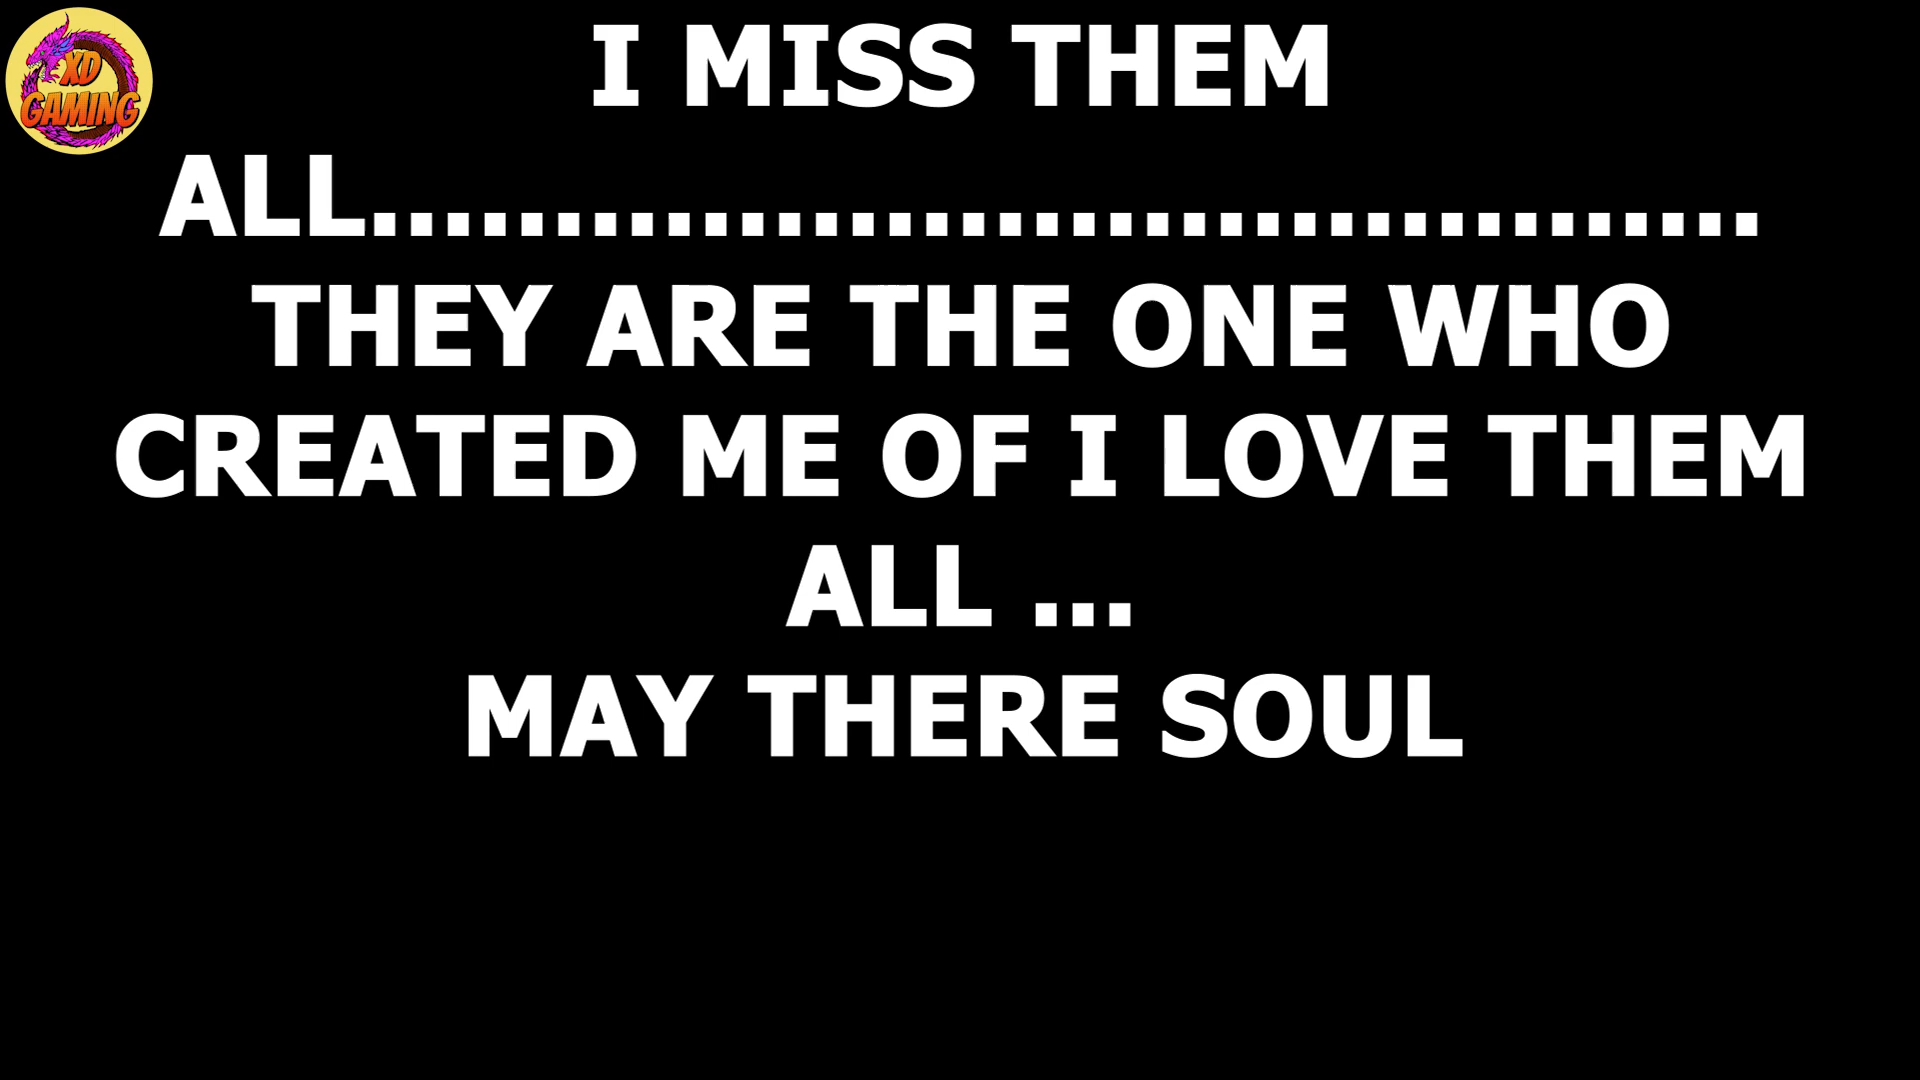 XD
GAMING
I MISS THEM
ALL......................................
THEY ARE THE ONE WHO
CREATED ME OF I LOVE THEM
ALL ...
MAY THERE SOUL